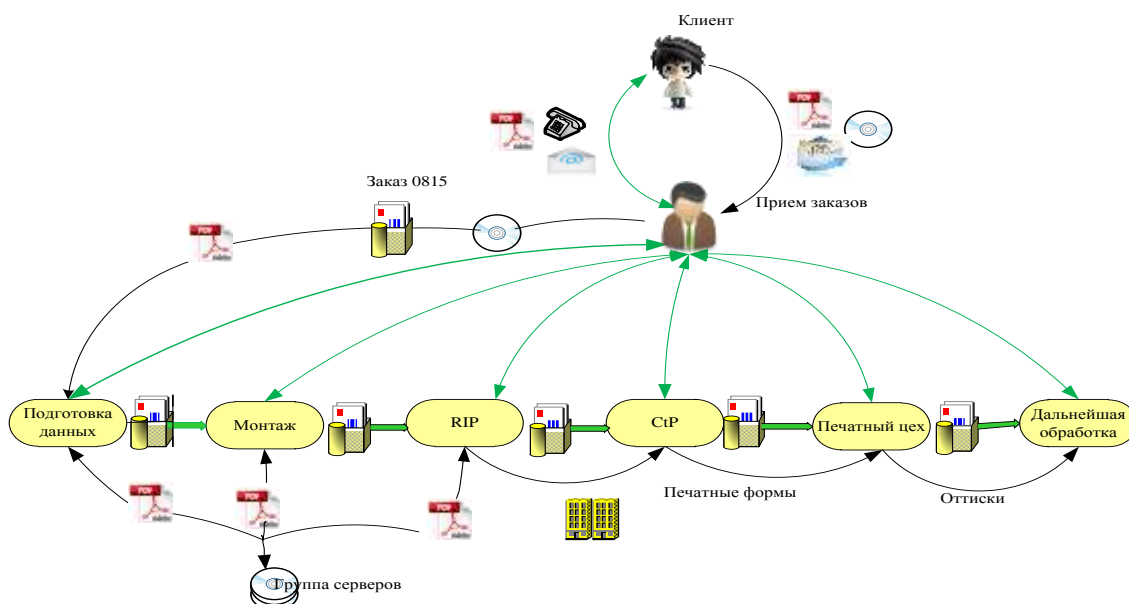 Клиент
Заказ 0815
Прием заказов
Подготовка
данных
Монтаж
RIP
CtP
Печатный цех
Дальнейшая
обработка
Печатные формы
Оттиски
Группа серверов